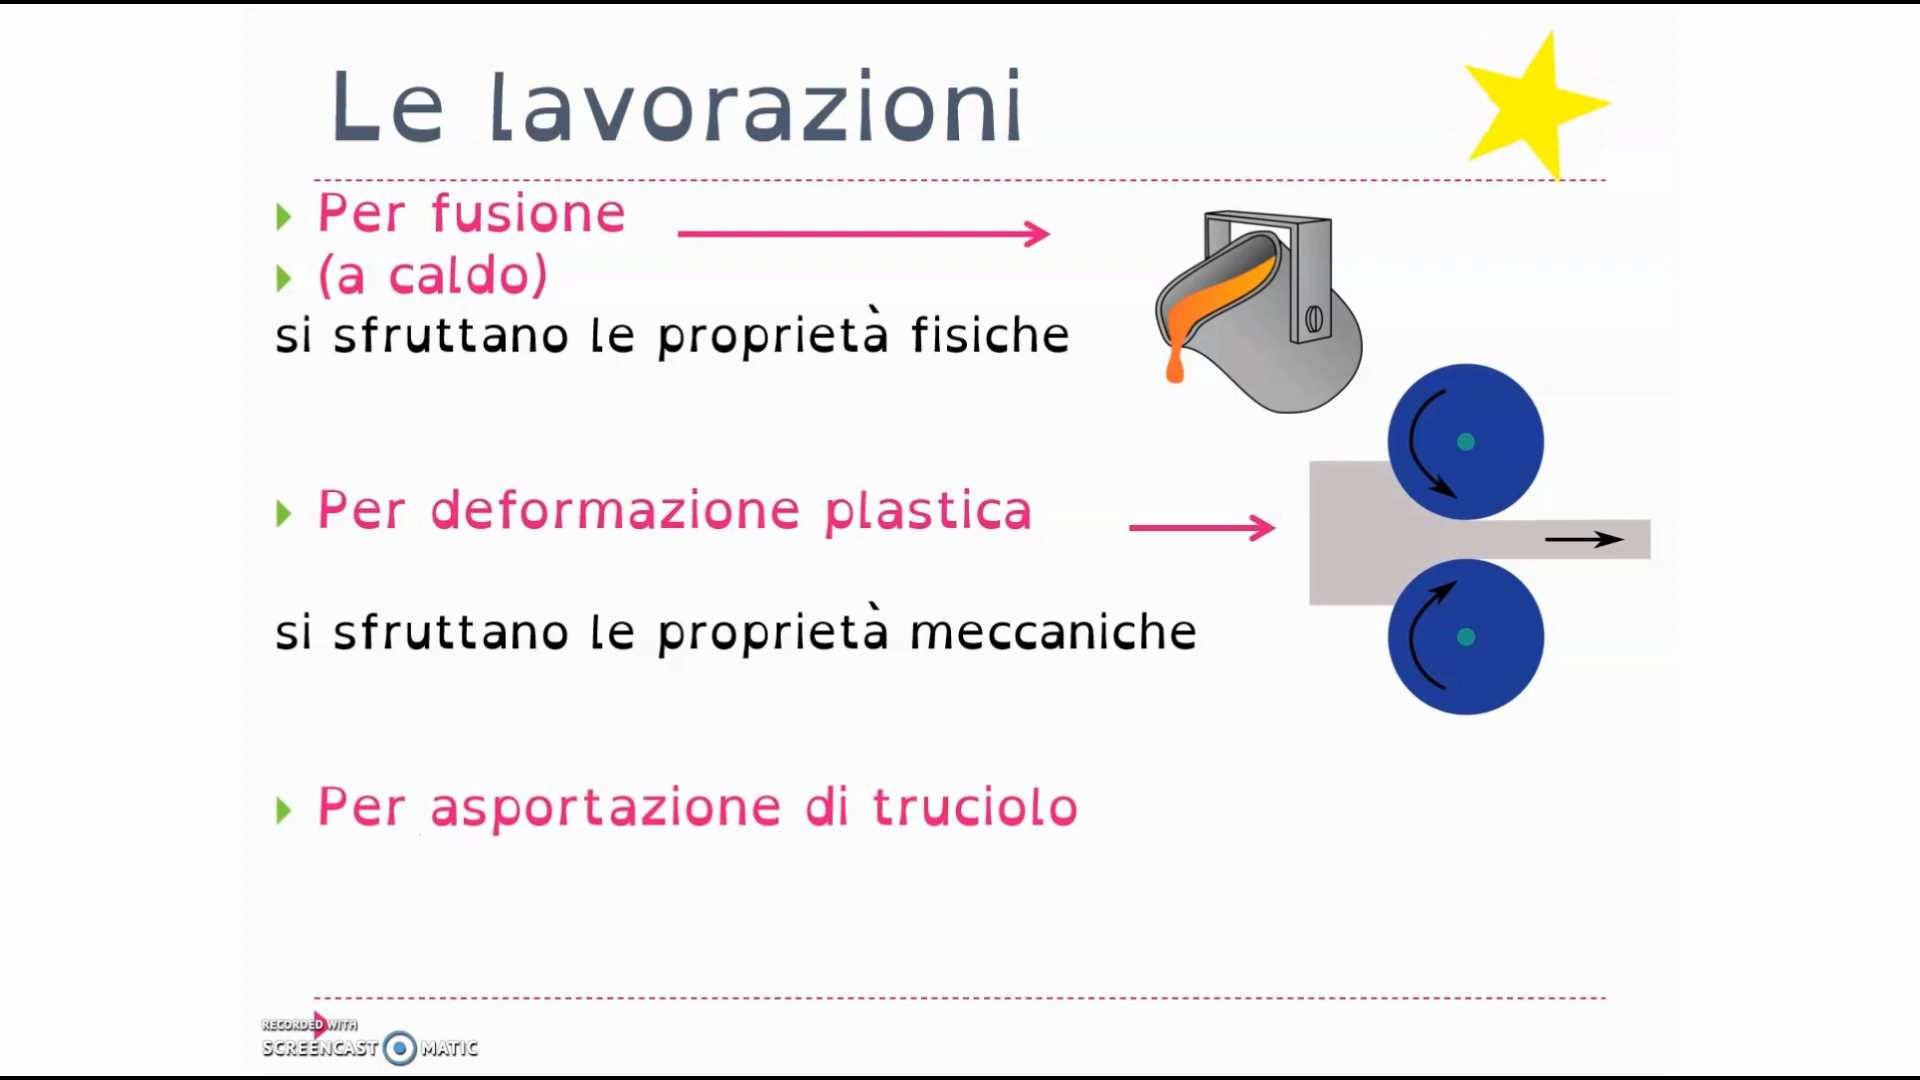 Le lavorazioni
Per fusione
(a caldo)
si sfruttano le proprietà fisiche
Per deformazione plastica
si sfruttano le proprietà meccaniche
Per asportazione di truciolo
RECORDED WITH
SCREENCAST MATIC